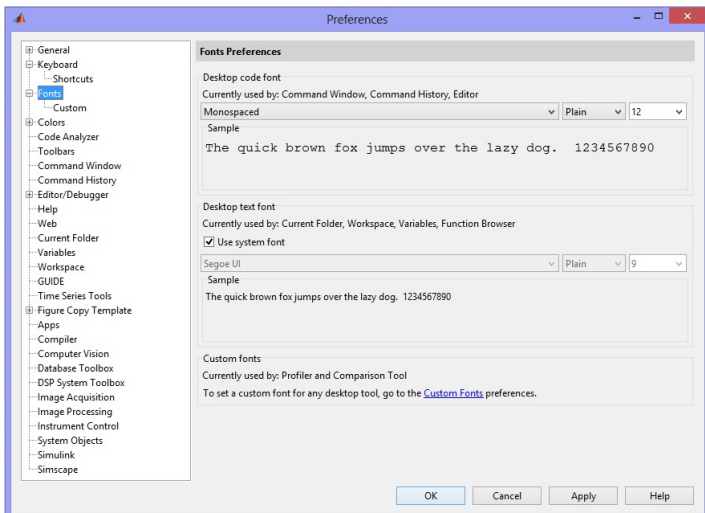 Preferences
General
Keyboard
Shortcuts
Fonts
Custom
Colors
Code Analyzer
Toolbars
Command Window
Command History
Editor/Debugger
Help
Web
Current Folder
Variables
Workspace
GUIDE
Time Series Tools
Figure Copy Template
Apps
Compiler
Computer Vision
Database Toolbox
DSP System Toolbox
Image Acquisition
Image Processing
Instrument Control
System Objects
Simulink
Simscape
Fonts Preferences
Desktop code font
Currently used by: Command Window, Command History, Editor
Monospaced Plain 12
Sample
The quick brown fox jumps over the lazy dog. 1234567890
Desktop text font
Currently used by: Current Folder, Workspace, Variables, Function Browser
Use system font
Segoe UI Plain 9
Sample
The quick brown fox jumps over the lazy dog. 1234567890
Custom fonts
Currently used by: Profiler and Comparison Tool
To set a custom font for any desktop tool, go to the Custom Fonts preferences.
OK Cancel Apply Help